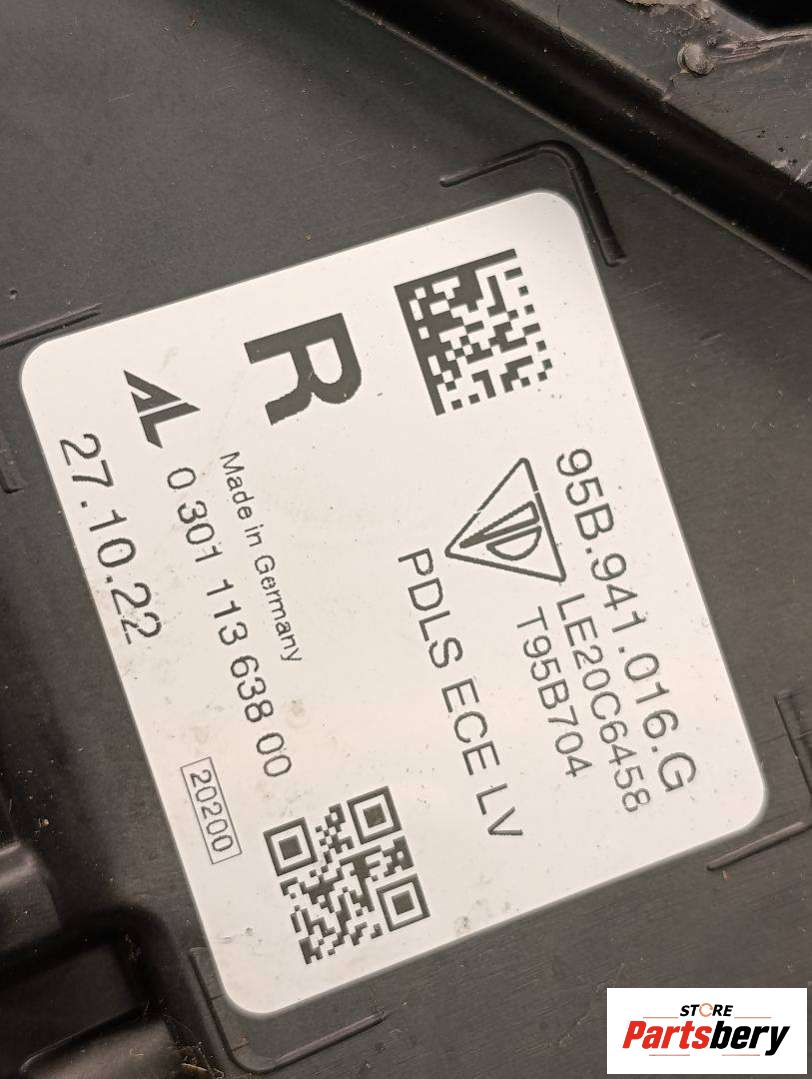 95B.941.016.G
LE20C6458
T95B704
PDLS ECE LV
R
Made in Germany
AL 0 301 113 638 00
27.10.22
20200
STORE
Partsbery